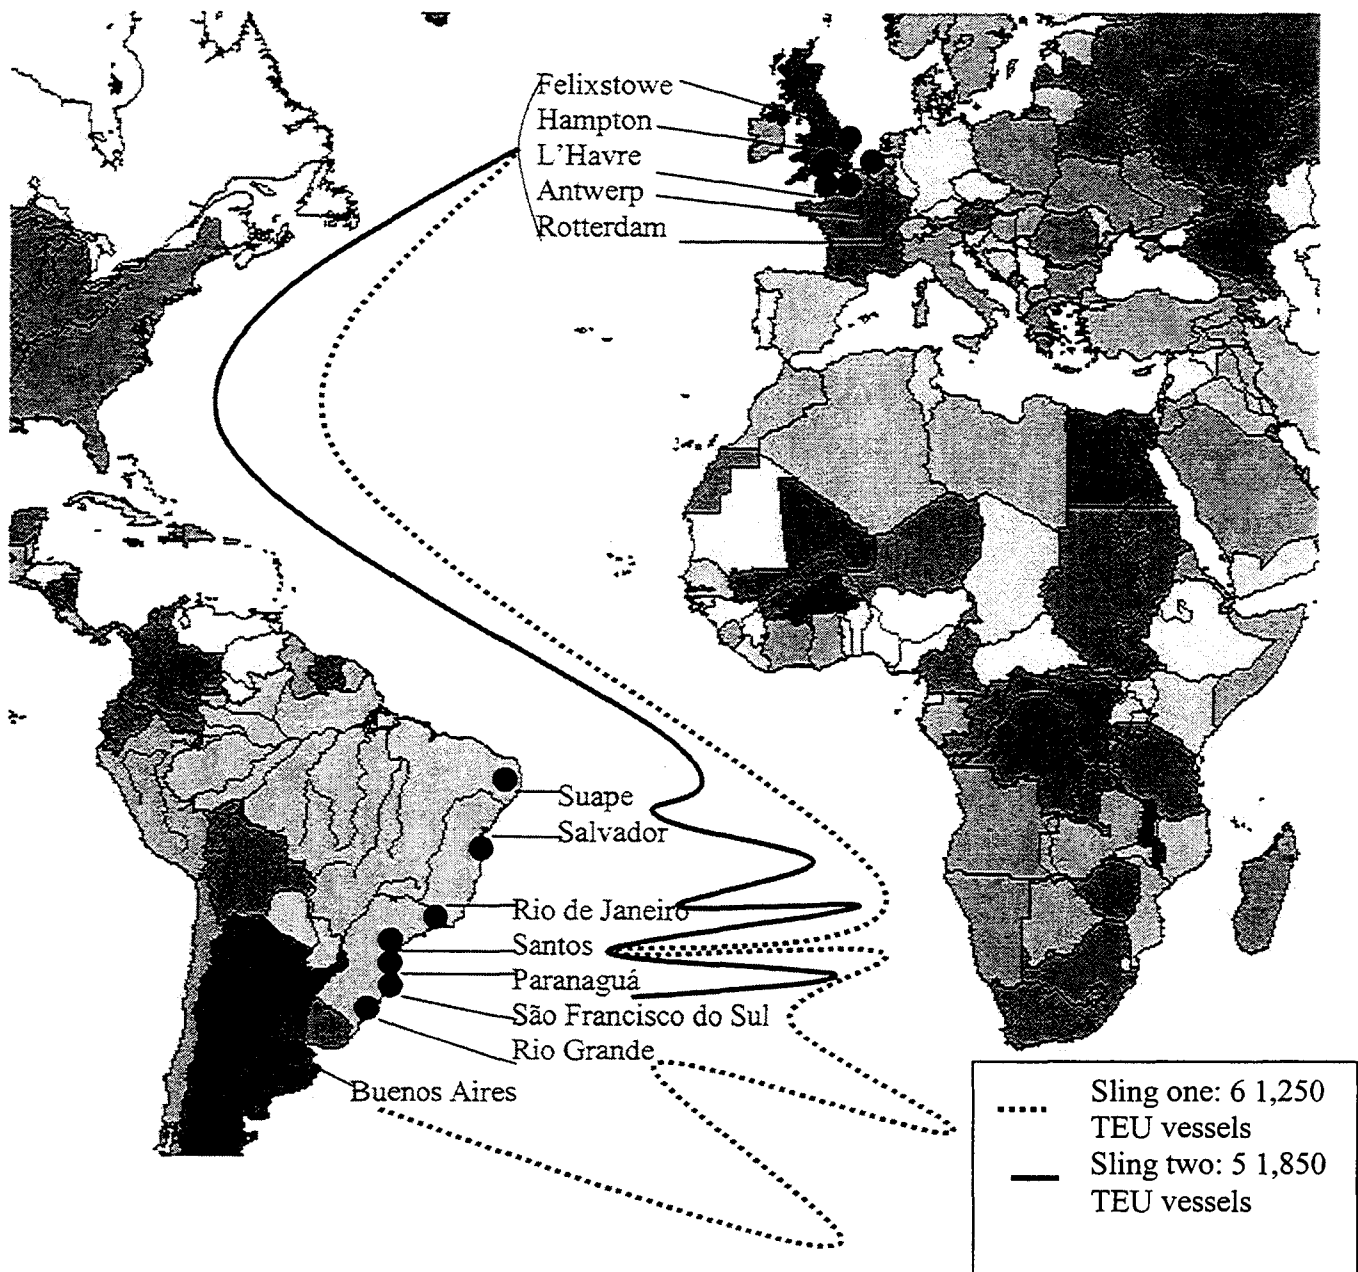 Felixstowe
Hampton
L'Havre
Antwerp
Rotterdam
Suape
Salvador
Rio de Janeiro
Santos
Paranaguá
São Francisco do Sul
Rio Grande
Buenos Aires
Sling one: 6 1,250
TEU vessels
Sling two: 5 1,850
TEU vessels